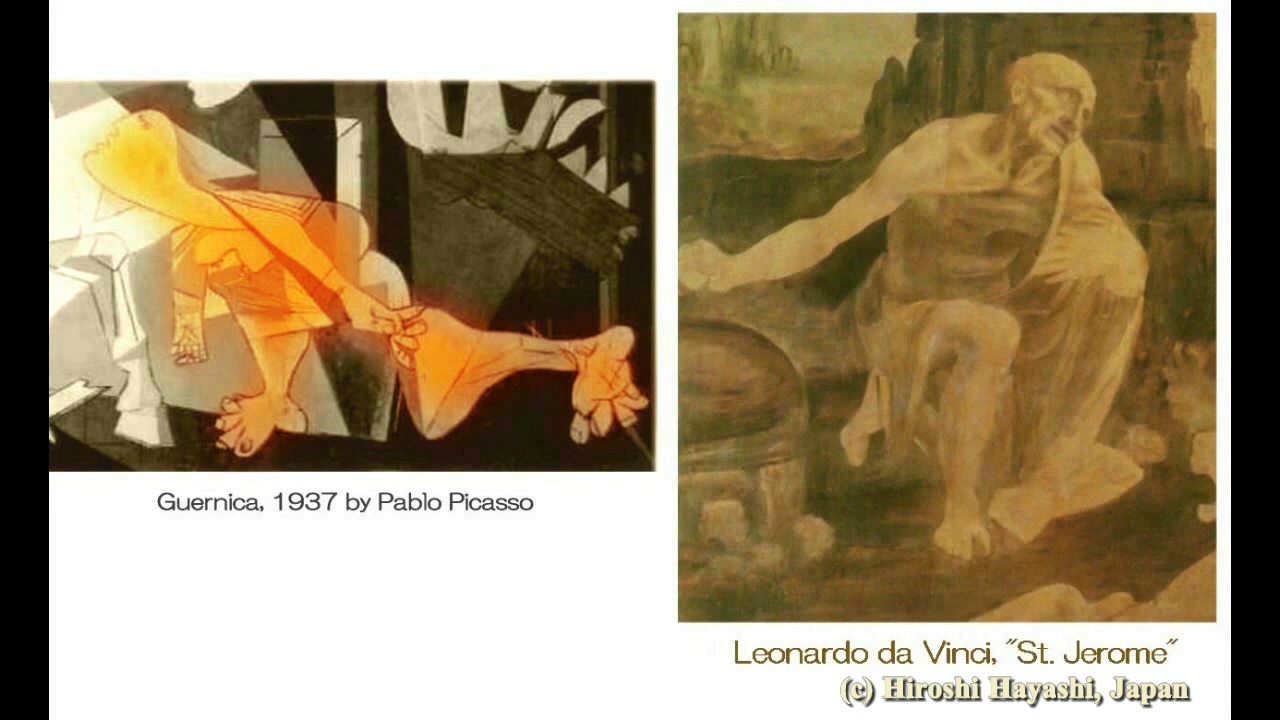 Guernica, 1937 by Pablo Picasso
Leonardo da Vinci, "St. Jerome"
(c) Hiroshi Hayashi, Japan